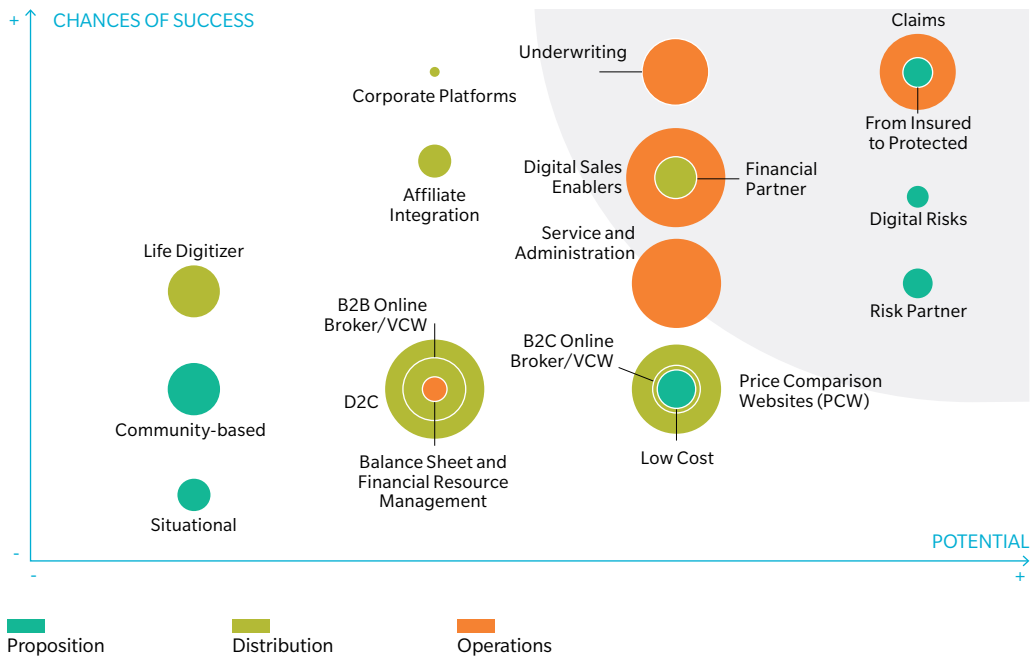 +
CHANCES OF SUCCESS
Claims
Underwriting
Corporate Platforms
From Insured
to Protected
Digital Sales
Enablers
Financial
Partner
Affiliate
Integration
Digital Risks
Service and
Administration
Life Digitizer
B2B Online
Broker/VCW
Risk Partner
B2C Online
Broker/VCW
D2C
Price Comparison
Websites (PCW)
Community-based
Low Cost
Balance Sheet and
Financial Resource
Management
Situational
POTENTIAL
-
-
+
Proposition
Distribution
Operations